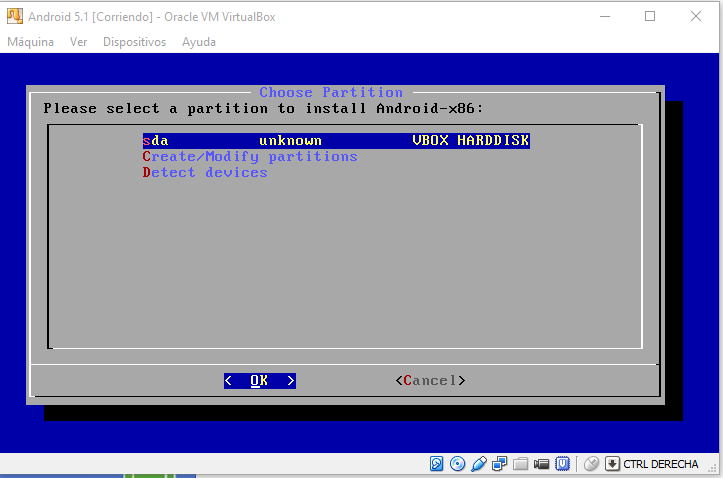 Android 5.1 [Corriendo] - Oracle VM VirtualBox
Máquina Ver Dispositivos Ayuda
Choose Partition
Please select a partition to install Android-x86:
sda unknown VBOX HARDDISK
Create/Modify partitions
Detect devices
< OK > <Cancel>
CTRL DERECHA